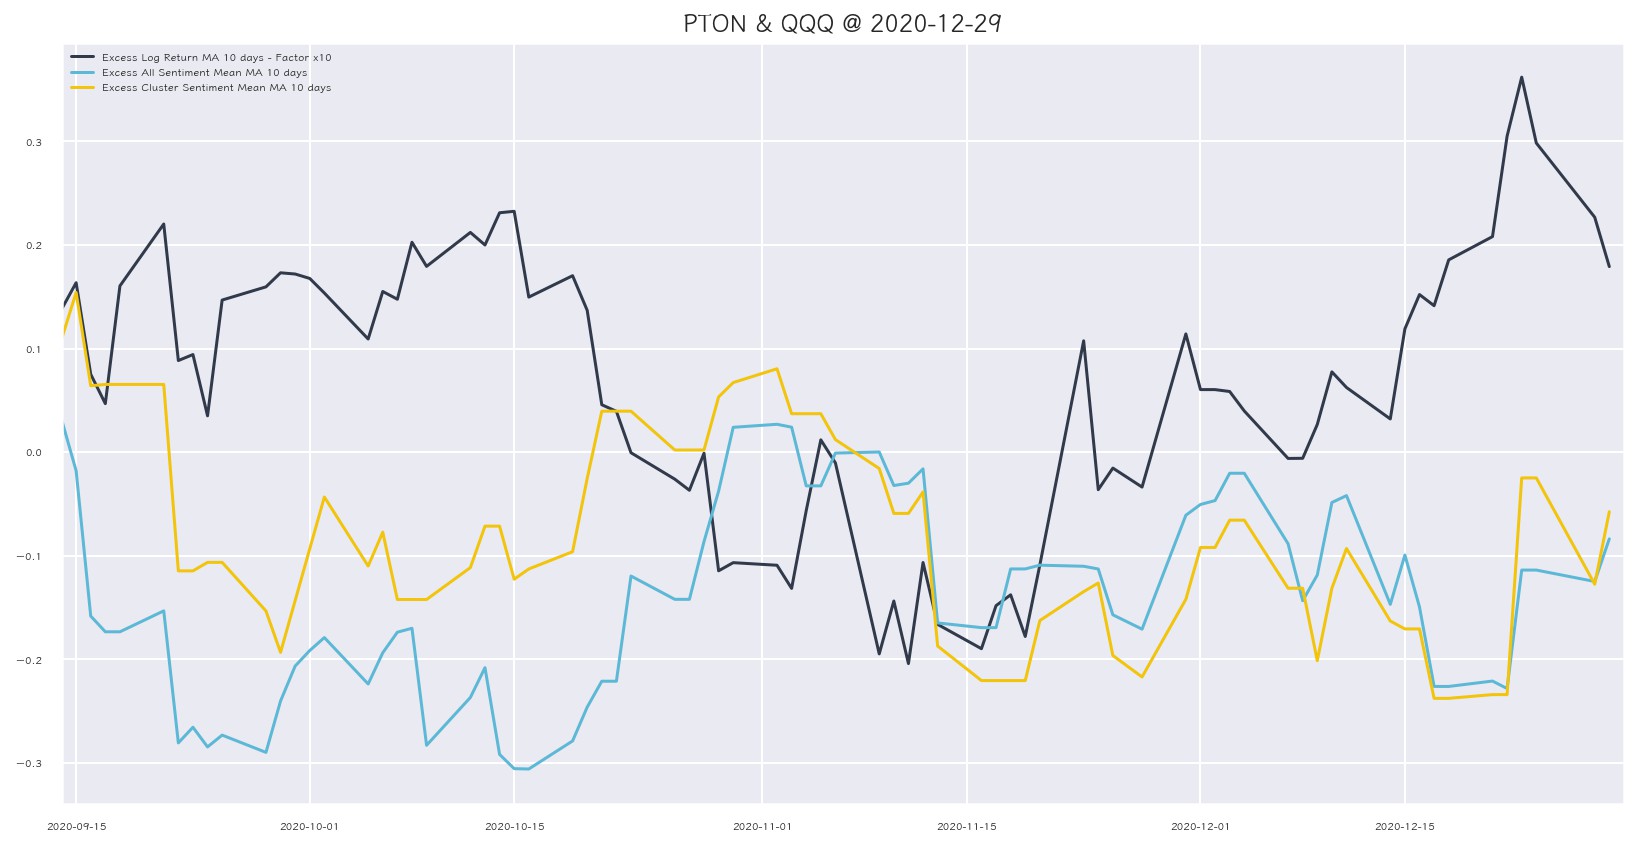 PTON & QQQ @ 2020-12-29
Excess Log Return MA 10 days - Factor x10
Excess All Sentiment Mean MA 10 days
Excess Cluster Sentiment Mean MA 10 days
0.3
0.2
0.1
0.0
−0.1
−0.2
−0.3
2020-09-15 2020-10-01 2020-10-15 2020-11-01 2020-11-15 2020-12-01 2020-12-15